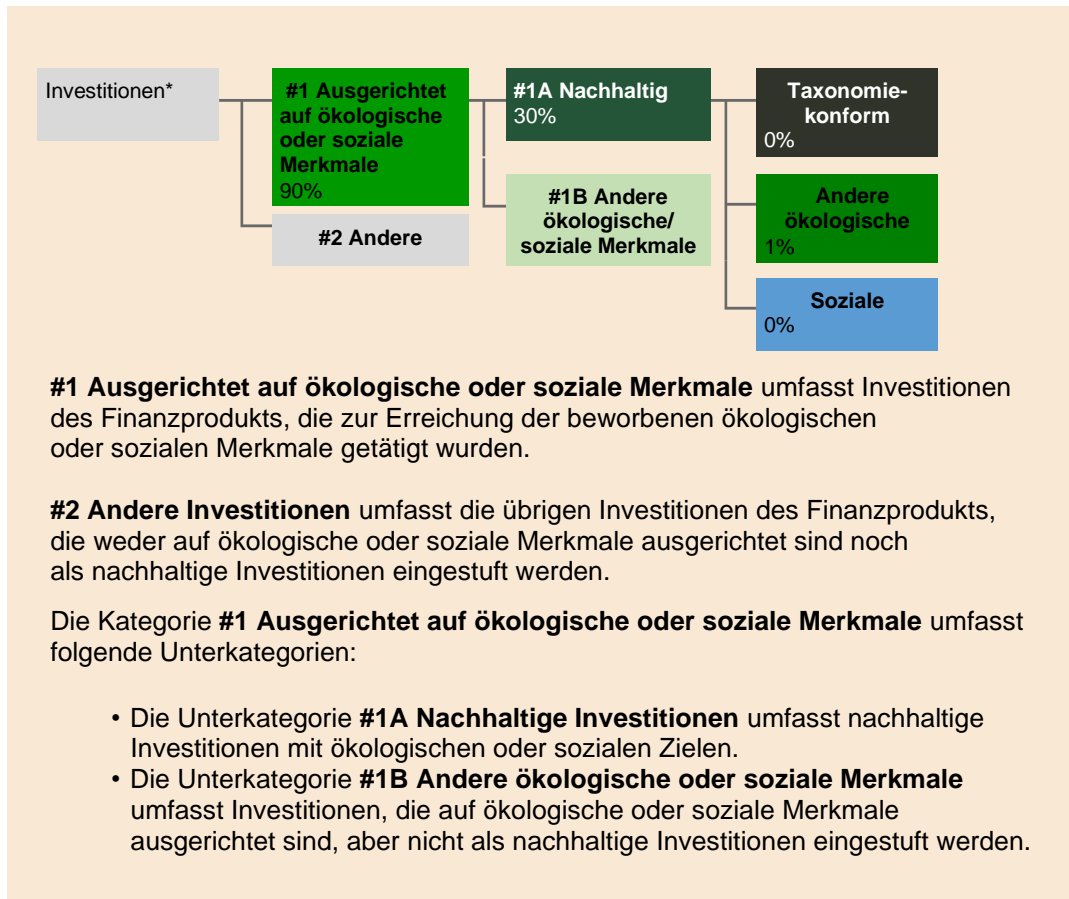 Investitionen*
#1 Ausgerichtet
auf ökologische
oder soziale
Merkmale
90%
#2 Andere
#1A Nachhaltig
30%
#1B Andere
ökologische/
soziale Merkmale
Taxonomie-
konform
0%
Andere
ökologische
1%
Soziale
0%
#1 Ausgerichtet auf ökologische oder soziale Merkmale umfasst Investitionen
des Finanzprodukts, die zur Erreichung der beworbenen ökologischen
oder sozialen Merkmale getätigt wurden.
#2 Andere Investitionen umfasst die übrigen Investitionen des Finanzprodukts,
die weder auf ökologische oder soziale Merkmale ausgerichtet sind noch
als nachhaltige Investitionen eingestuft werden.
Die Kategorie #1 Ausgerichtet auf ökologische oder soziale Merkmale umfasst
folgende Unterkategorien:
• Die Unterkategorie #1A Nachhaltige Investitionen umfasst nachhaltige
Investitionen mit ökologischen oder sozialen Zielen.
• Die Unterkategorie #1B Andere ökologische oder soziale Merkmale
umfasst Investitionen, die auf ökologische oder soziale Merkmale
ausgerichtet sind, aber nicht als nachhaltige Investitionen eingestuft werden.